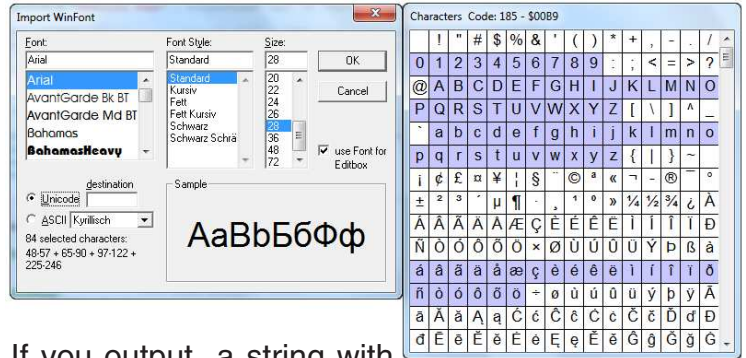 Import WinFont
Font:
Arial
Arial
AvantGarde Bk BT
AvantGarde Md BT
Bahamas
BahamasHeavy
Font Style:
Standard
Standard
Kursiv
Fett
Fett Kursiv
Schwarz
Schwarz Schrä
Size:
28
20
22
24
26
28
36
48
72
OK
Cancel
use Font for
Editbox
destination
Unicode
ASCII Kyrillisch
84 selected characters:
48-57 + 65-90 + 97-122 +
225-246
Sample
АаВbБбФф
Characters Code: 185 - $00B9
! " # $ % & ' ( ) * + , - . /
0 1 2 3 4 5 6 7 8 9 : ; < = > ?
@ A B C D E F G H I J K L M N O
P Q R S T U V W X Y Z [ \ ] ^ _
` a b c d e f g h i j k l m n o
p q r s t u v w x y z { | } ~
¡ ¢ £ ¤ ¥ ¦ § ¨ © ª « ¬ - ® ¯ °
± ² ³ ´ µ ¶ · ¸ ¹ º » ¼ ½ ¾ ¿ À
Á Â Ã Ä Å Æ Ç È É Ê Ë Ì Í Î Ï Ð
Ñ Ò Ó Ô Õ Ö × Ø Ù Ú Û Ü Ý Þ ß à
á â ã ä å æ ç è é ê ë ì í î ï ð
ñ ò ó ô õ ö ÷ ø ù ú û ü ý þ ÿ Ā
ā Ă ă Ą ą Ć ć Ĉ ĉ Ċ ċ Č č Ď ď Đ
đ Ē ē Ĕ ĕ Ė ė Ę ę Ě ě Ĝ ĝ Ğ ğ Ġ
If you output a string with